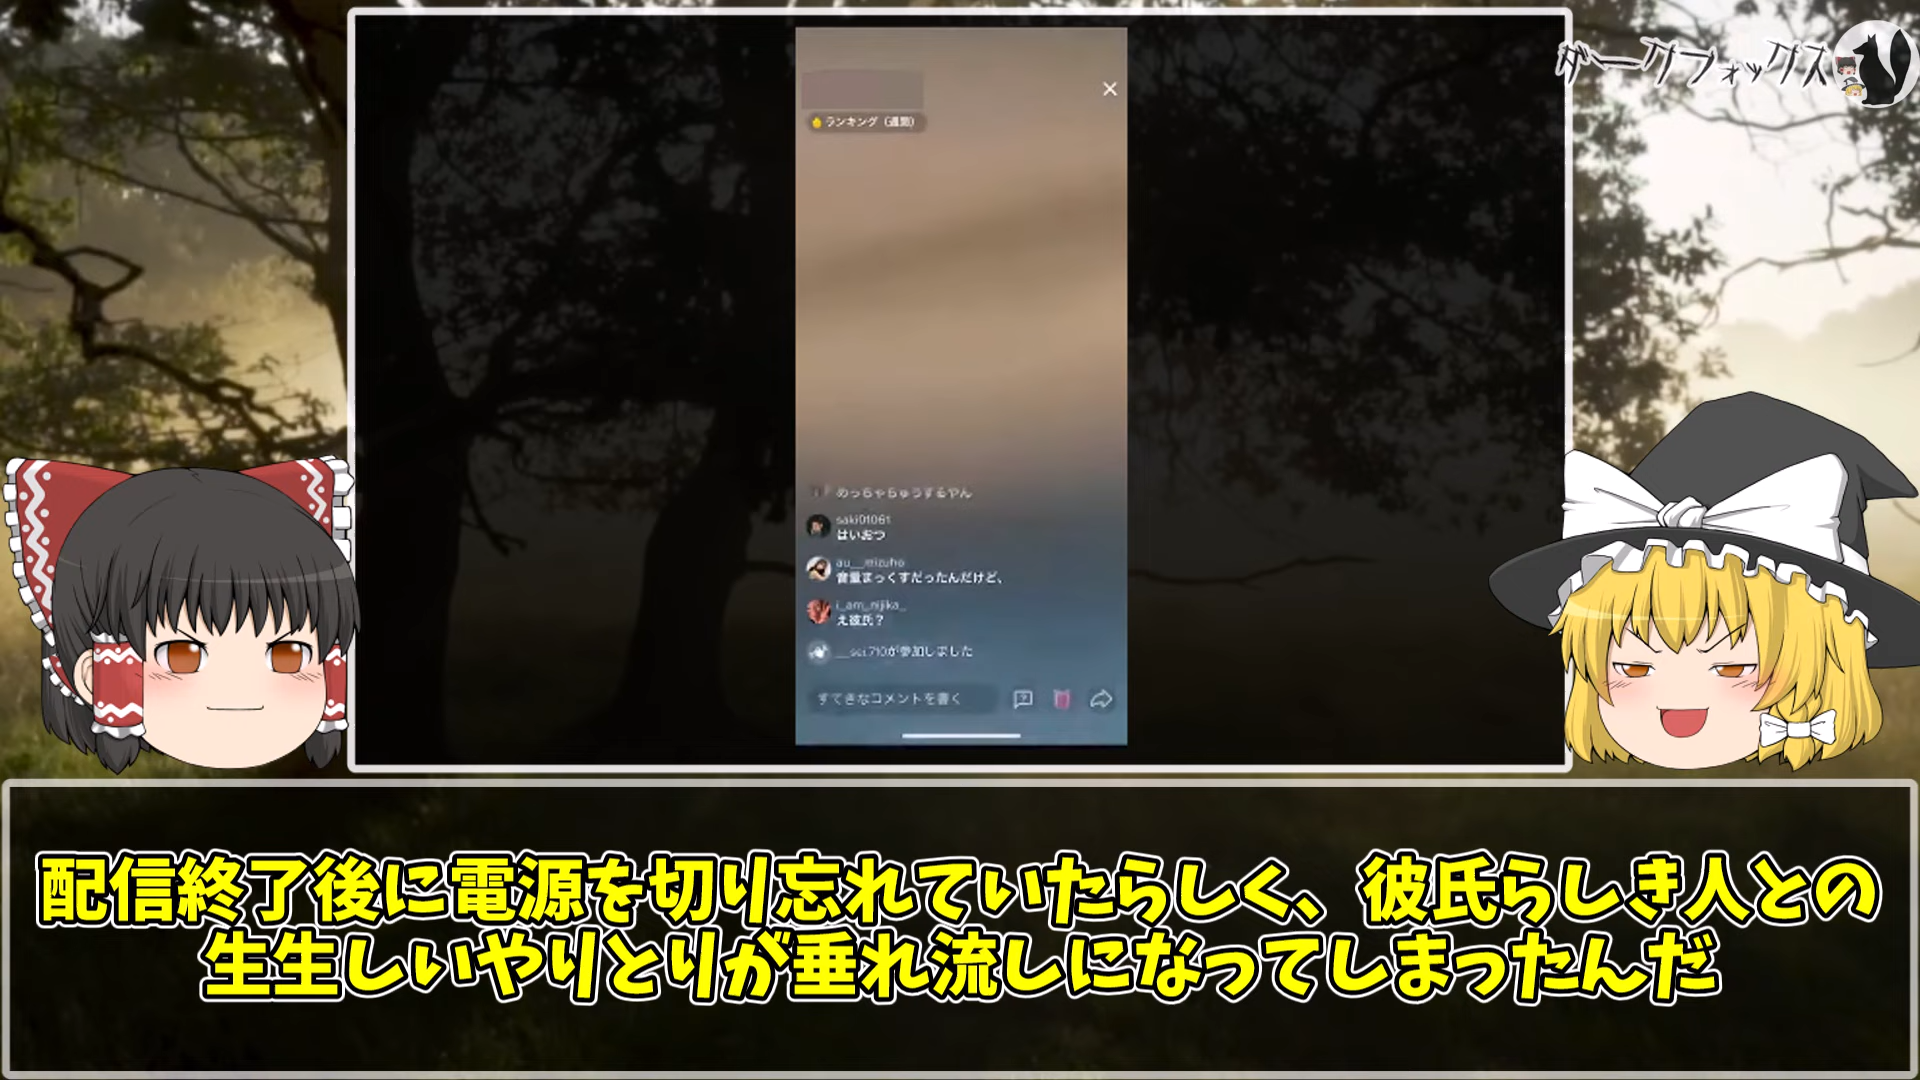 ダークフォックス
ランキング（週間）
めっちゃちゅうするやん
saki01061
はいおつ
au__mizuho
音量まっくすだったんだけど、
i_am_nijika_
え彼氏？
__sei.710が参加しました
すてきなコメントを書く
配信終了後に電源を切り忘れていたらしく、彼氏らしき人との
生生しいやりとりが垂れ流しになってしまったんだ